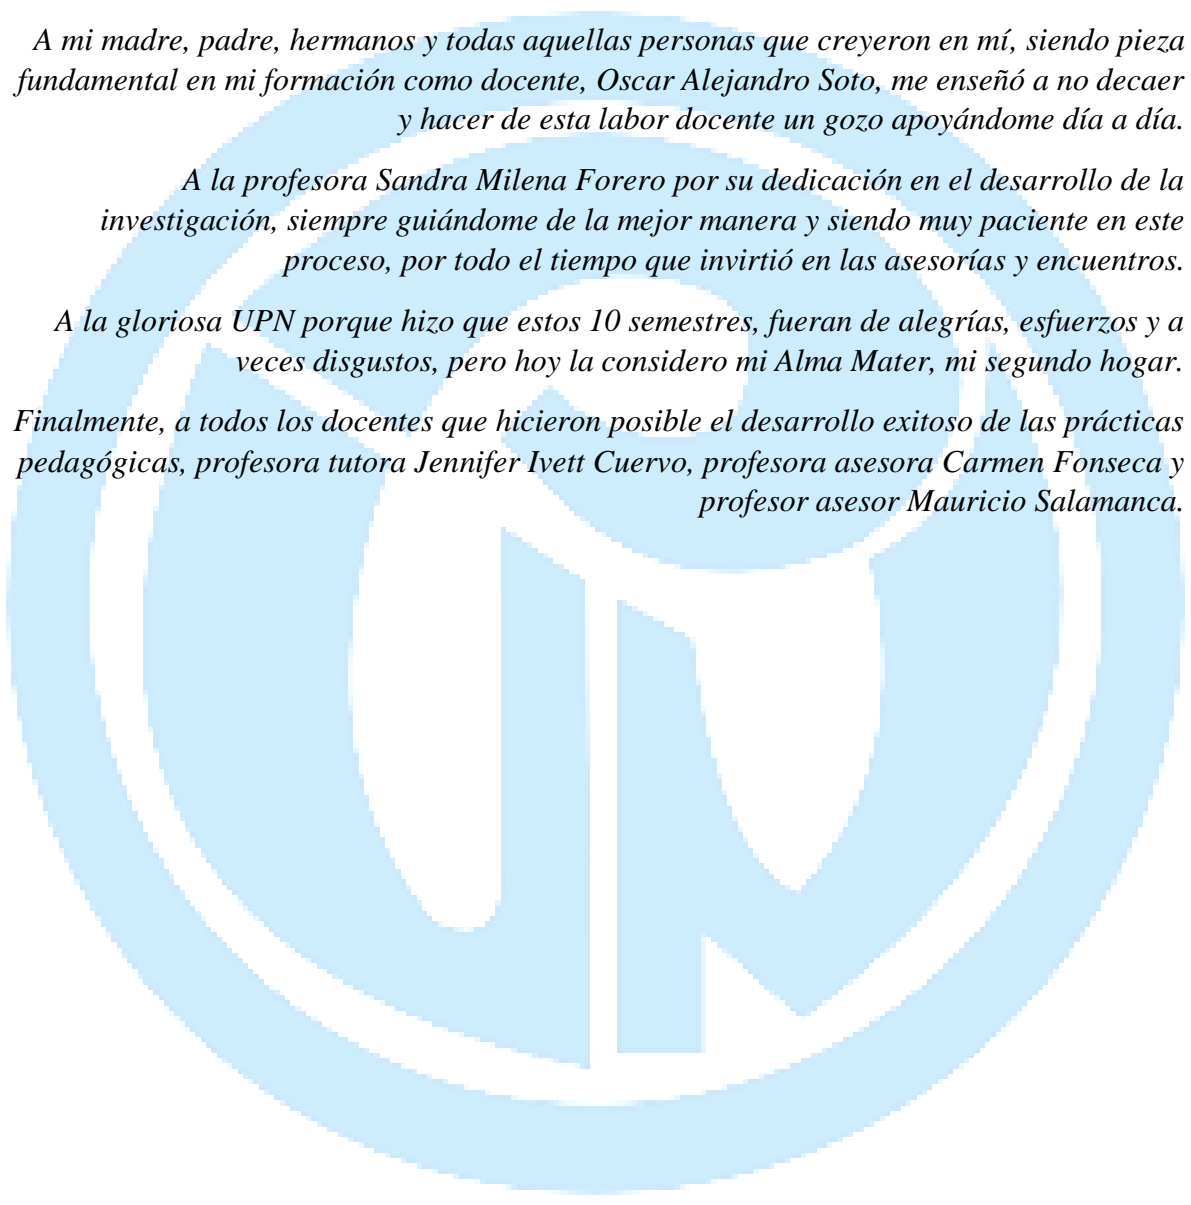 A mi madre, padre, hermanos y todas aquellas personas que creyeron en mí, siendo pieza
fundamental en mi formación como docente, Oscar Alejandro Soto, me enseñó a no decaer
y hacer de esta labor docente un gozo apoyándome día a día.
A la profesora Sandra Milena Forero por su dedicación en el desarrollo de la
investigación, siempre guiándome de la mejor manera y siendo muy paciente en este
proceso, por todo el tiempo que invirtió en las asesorías y encuentros.
A la gloriosa UPN porque hizo que estos 10 semestres, fueran de alegrías, esfuerzos y a
veces disgustos, pero hoy la considero mi Alma Mater, mi segundo hogar.
Finalmente, a todos los docentes que hicieron posible el desarrollo exitoso de las prácticas
pedagógicas, profesora tutora Jennifer Ivett Cuervo, profesora asesora Carmen Fonseca y
profesor asesor Mauricio Salamanca.